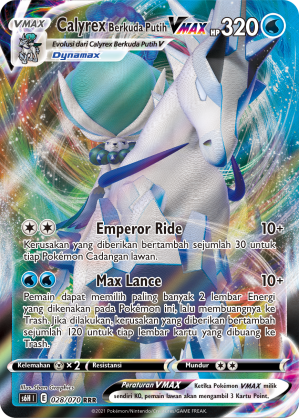 VMAX Calyrex Berkuda Putih VMAX HP 320
Evolusi dari Calyrex Berkuda Putih V
Dynamax
Emperor Ride 10+
Kerusakan yang diberikan bertambah sejumlah 30 untuk
tiap Pokémon Cadangan lawan.
Max Lance 10+
Pemain dapat memilih paling banyak 2 lembar Energi
yang dikenakan pada Pokémon ini, lalu membuangnya ke
Trash. Jika dilakukan, kerusakan yang diberikan bertambah
sejumlah 120 untuk tiap lembar kartu yang dibuang ke
Trash.
Kelemahan ×2 Resistansi Mundur
Illus. 5ban Graphics
s6H E 028/070 RRR
Peraturan VMAX Ketika Pokémon VMAX milik
sendiri KO, pemain lawan mengambil 3 Kartu Point.
©2021 Pokémon/Nintendo/Creatures/GAME FREAK.